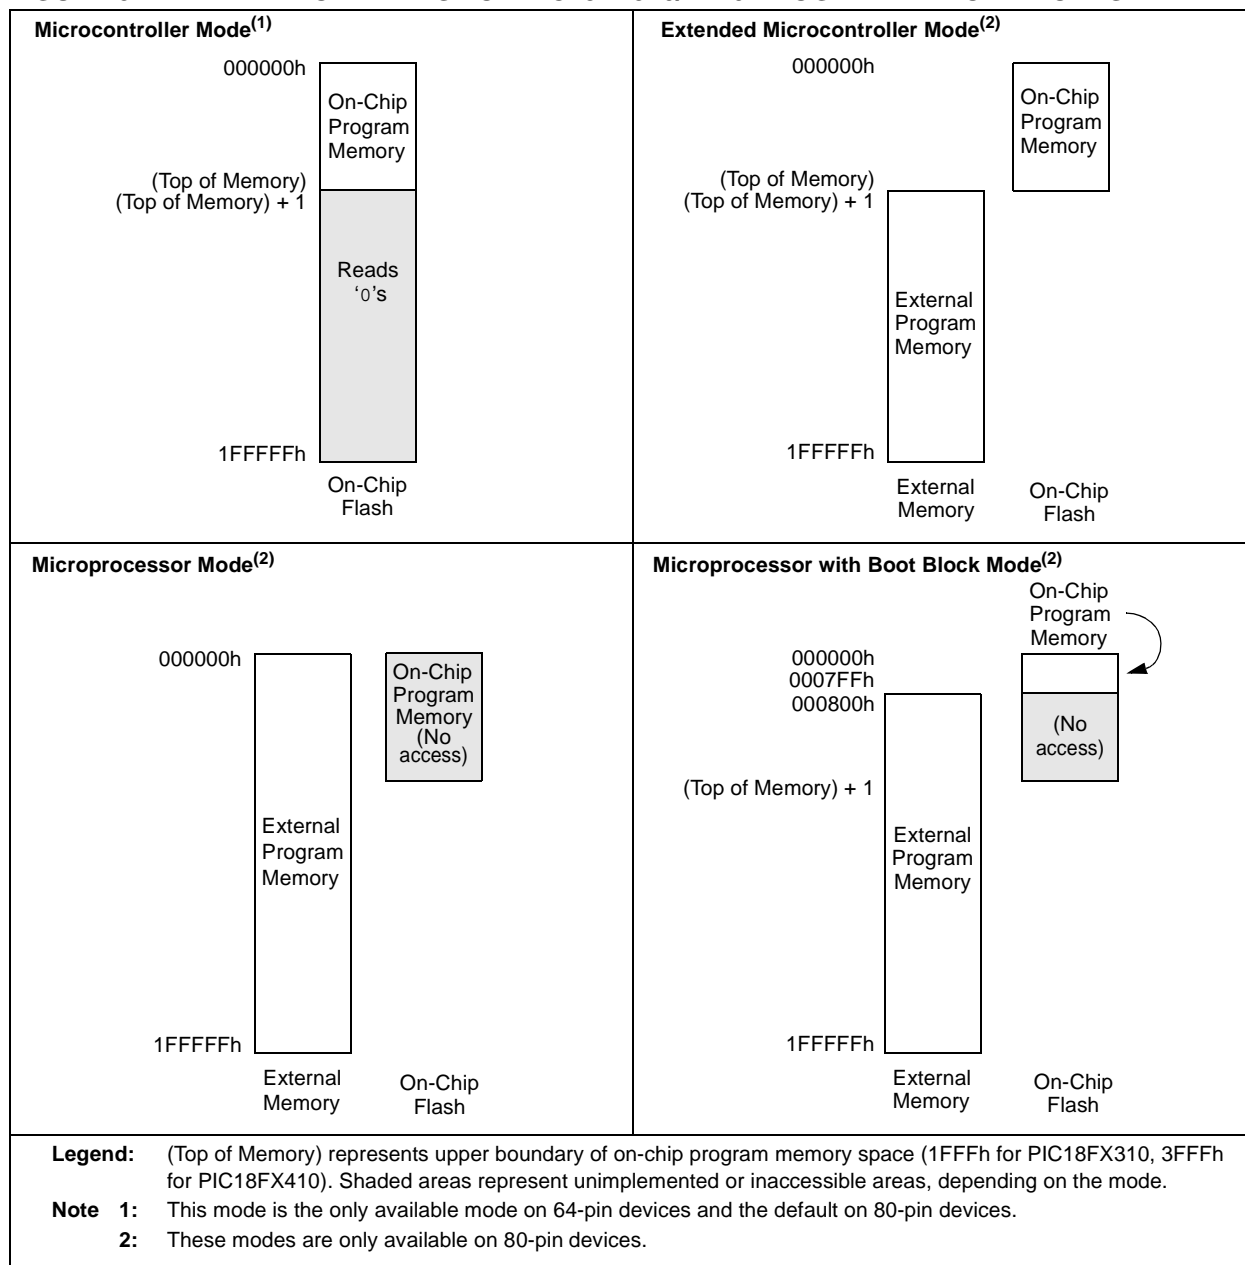 Microcontroller Mode(1)
000000h
On-Chip
Program
Memory
(Top of Memory)
(Top of Memory) + 1
Reads
‘0’s
1FFFFFh
On-Chip
Flash
Extended Microcontroller Mode(2)
000000h
On-Chip
Program
Memory
(Top of Memory)
(Top of Memory) + 1
External
Program
Memory
1FFFFFh
External
Memory
On-Chip
Flash
Microprocessor Mode(2)
000000h
On-Chip
Program
Memory
(No
access)
External
Program
Memory
1FFFFFh
External
Memory
On-Chip
Flash
Microprocessor with Boot Block Mode(2)
On-Chip
Program
Memory
000000h
0007FFh
000800h
(No
access)
(Top of Memory) + 1
External
Program
Memory
1FFFFFh
External
Memory
On-Chip
Flash
Legend: (Top of Memory) represents upper boundary of on-chip program memory space (1FFFh for PIC18FX310, 3FFFh
for PIC18FX410). Shaded areas represent unimplemented or inaccessible areas, depending on the mode.
Note 1: This mode is the only available mode on 64-pin devices and the default on 80-pin devices.
2: These modes are only available on 80-pin devices.